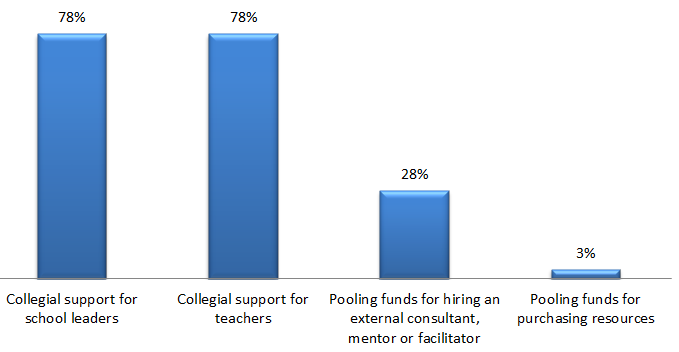 78%
78%
28%
3%
Collegial support for
school leaders
Collegial support for
teachers
Pooling funds for hiring an
external consultant,
mentor or facilitator
Pooling funds for
purchasing resources